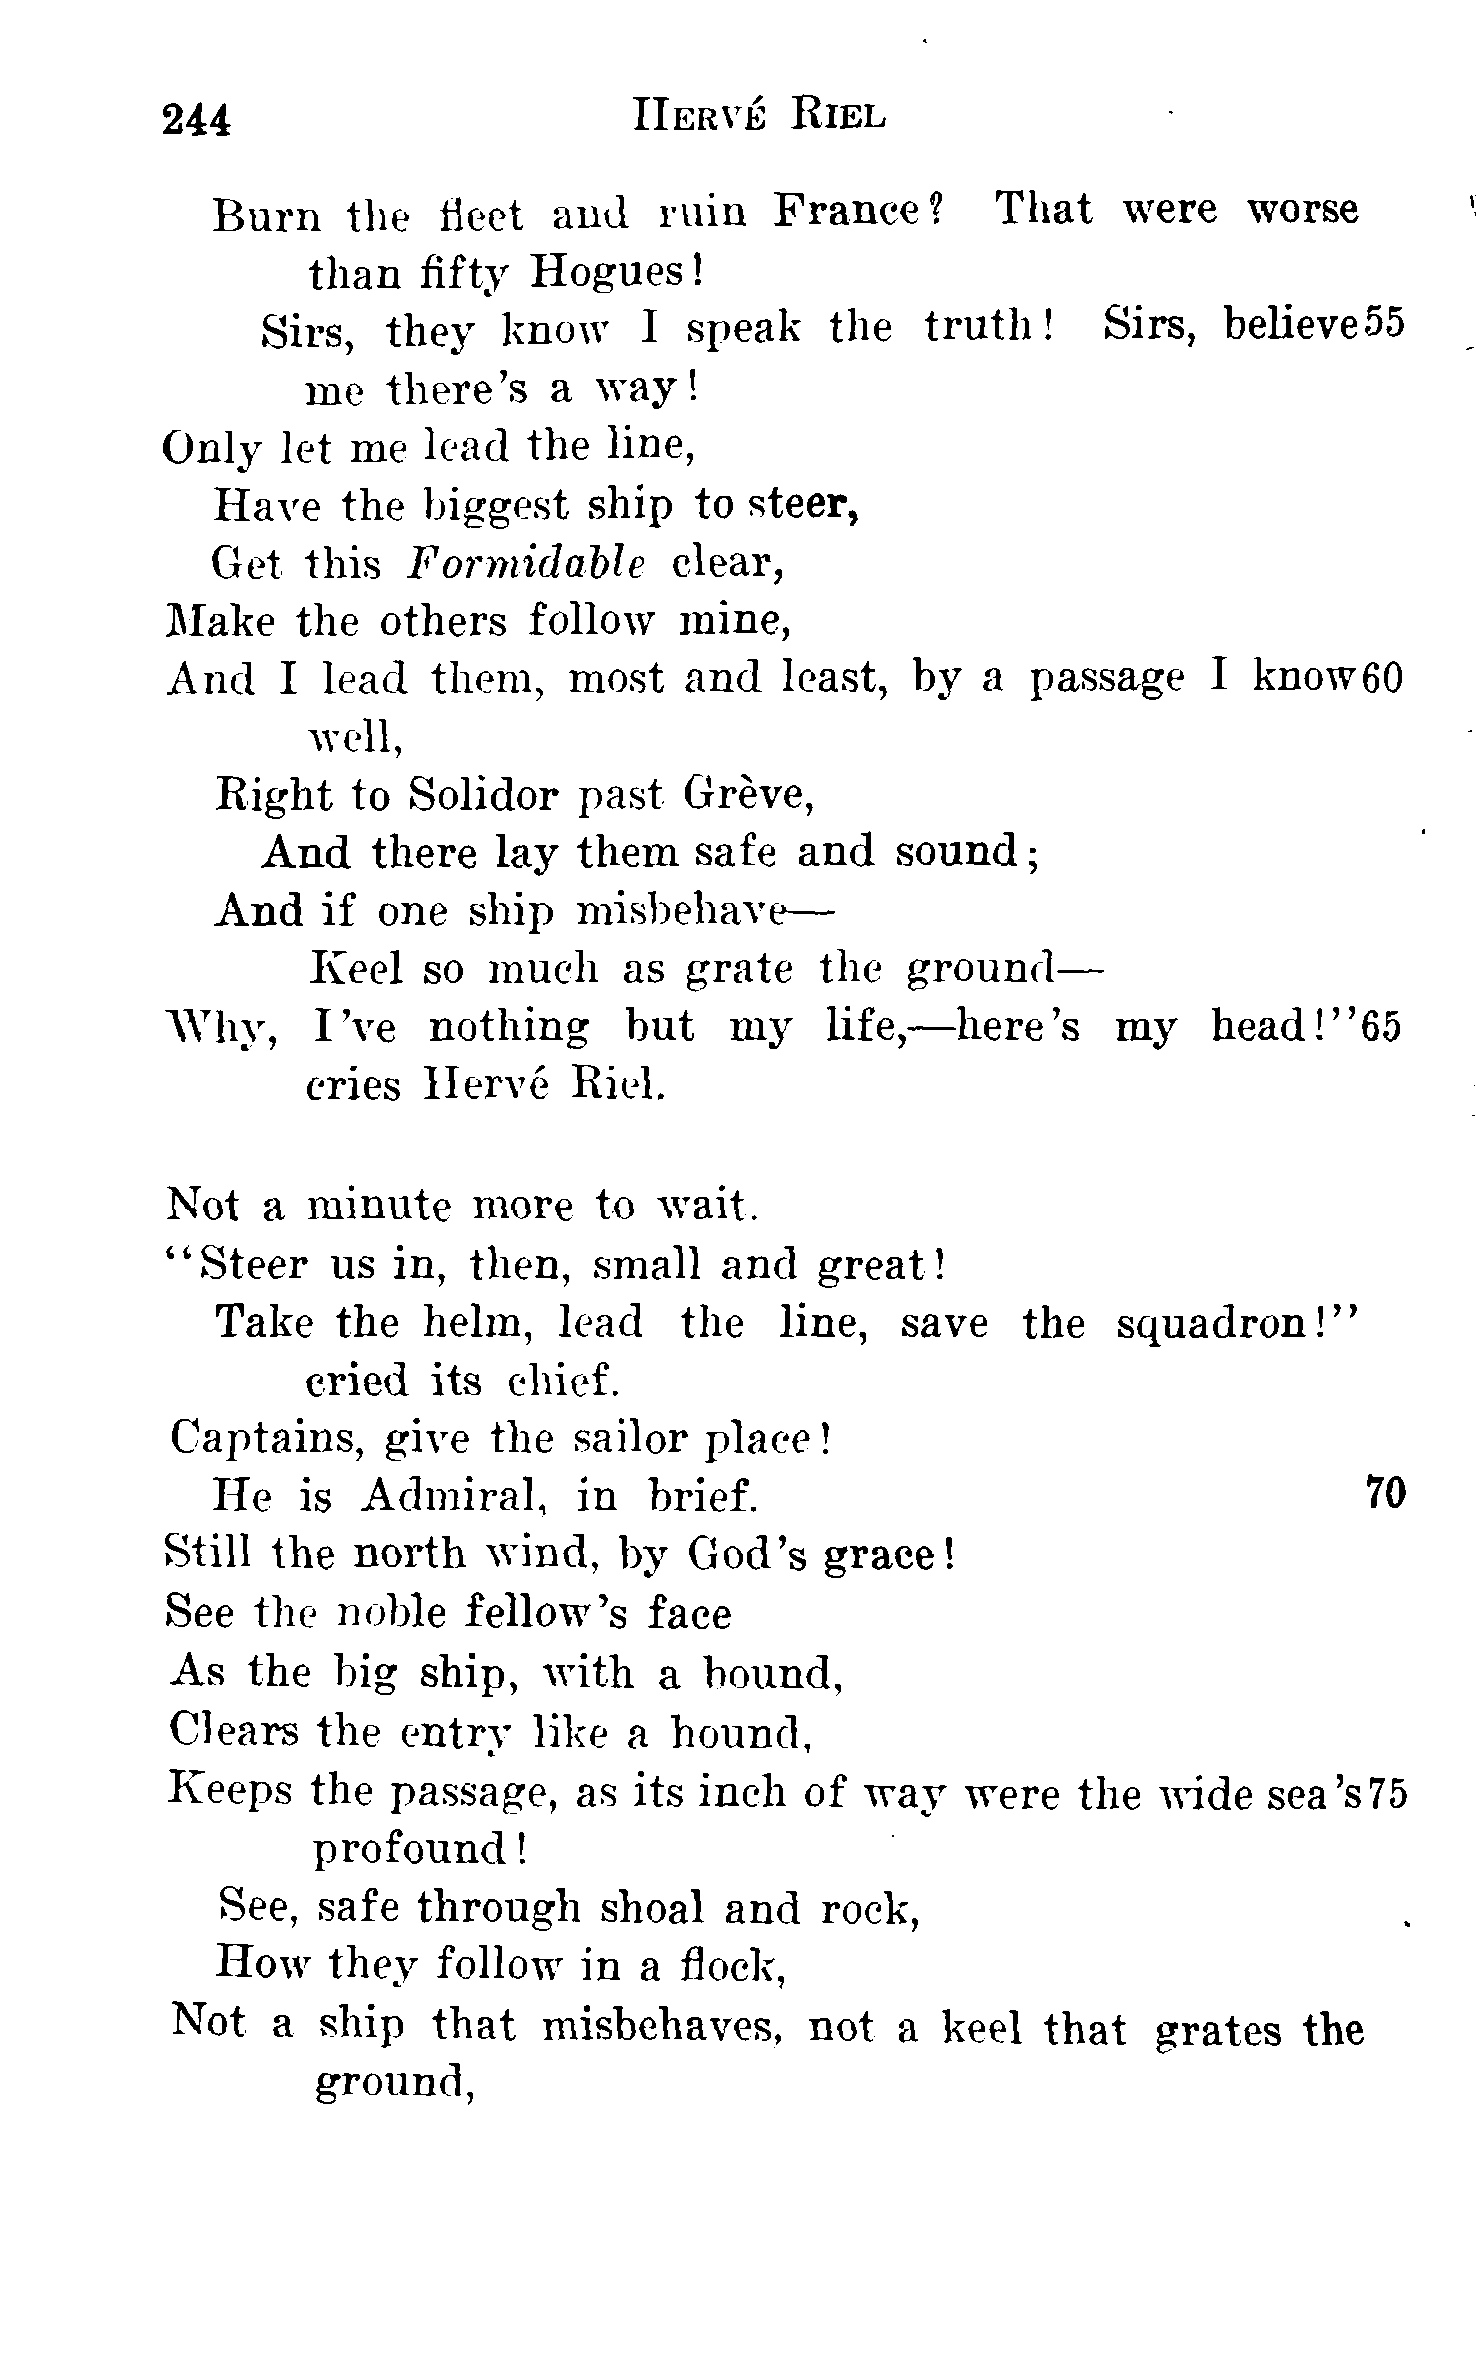 244 HERVÉ RIEL
Burn the fleet and ruin France? That were worse
than fifty Hogues!
Sirs, they know I speak the truth! Sirs, believe 55
me there's a way!
Only let me lead the line,
Have the biggest ship to steer,
Get this Formidable clear,
Make the others follow mine,
And I lead them, most and least, by a passage I know 60
well,
Right to Solidor past Grève,
And there lay them safe and sound;
And if one ship misbehave—
Keel so much as grate the ground—
Why, I've nothing but my life,—here's my head!" 65
cries Hervé Riel.
Not a minute more to wait.
"Steer us in, then, small and great!
Take the helm, lead the line, save the squadron!"
cried its chief.
Captains, give the sailor place!
He is Admiral, in brief. 70
Still the north wind, by God's grace!
See the noble fellow's face
As the big ship, with a bound,
Clears the entry like a hound,
Keeps the passage, as its inch of way were the wide sea's 75
profound!
See, safe through shoal and rock,
How they follow in a flock,
Not a ship that misbehaves, not a keel that grates the
ground,